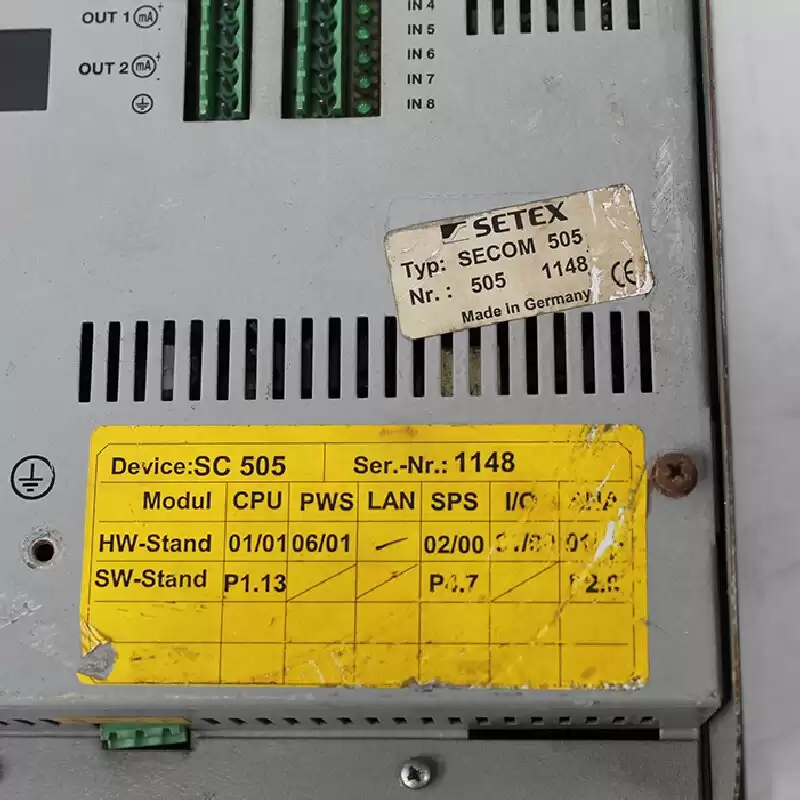 OUT 1 mA +
IN 4
IN 5
OUT 2 mA +
IN 6
IN 7
IN 8
SETEX
Typ: SECOM 505
Nr.: 505 1148 CE
Made in Germany
Device:SC 505 Ser.-Nr.: 1148
Modul CPU PWS LAN SPS I/O ANA
HW-Stand 01/01 06/01 02/00
SW-Stand P1.13